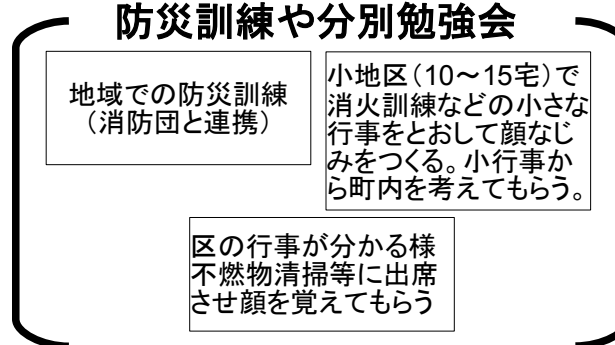 防災訓練や分別勉強会
地域での防災訓練
（消防団と連携）
小地区（10～15宅）で
消火訓練などの小さな
行事をとおして顔なじ
みをつくる。小行事か
ら町内を考えてもらう。
区の行事が分かる様
不燃物清掃等に出席
させ顔を覚えてもらう